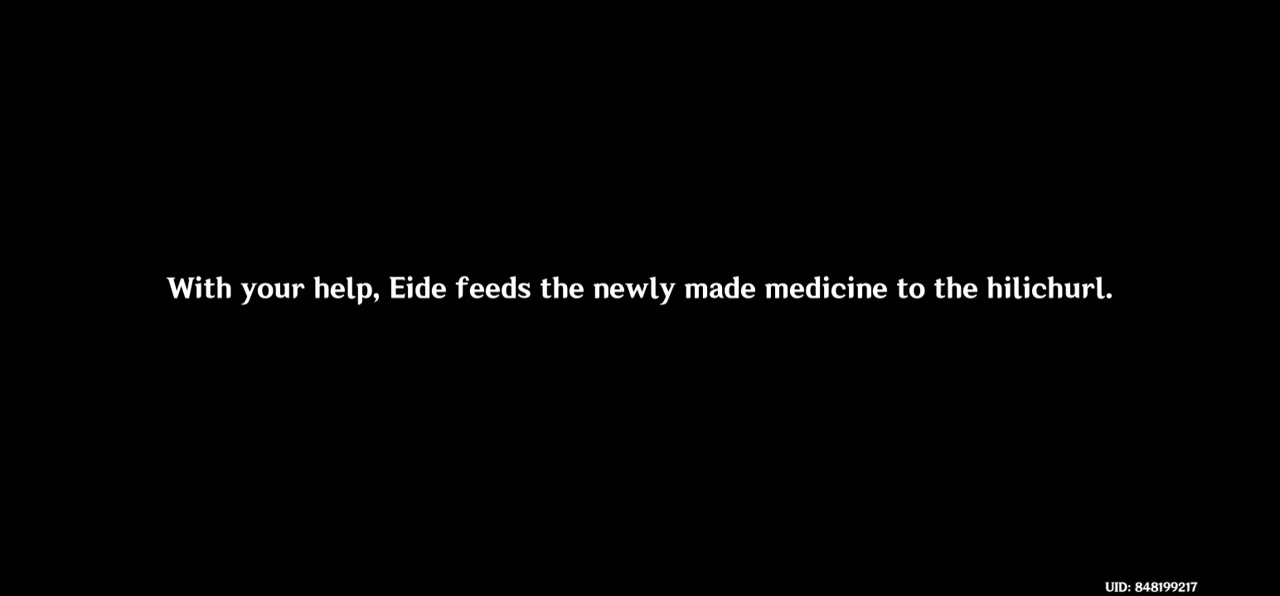 With your help, Eide feeds the newly made medicine to the hilichurl.
UID: 848199217